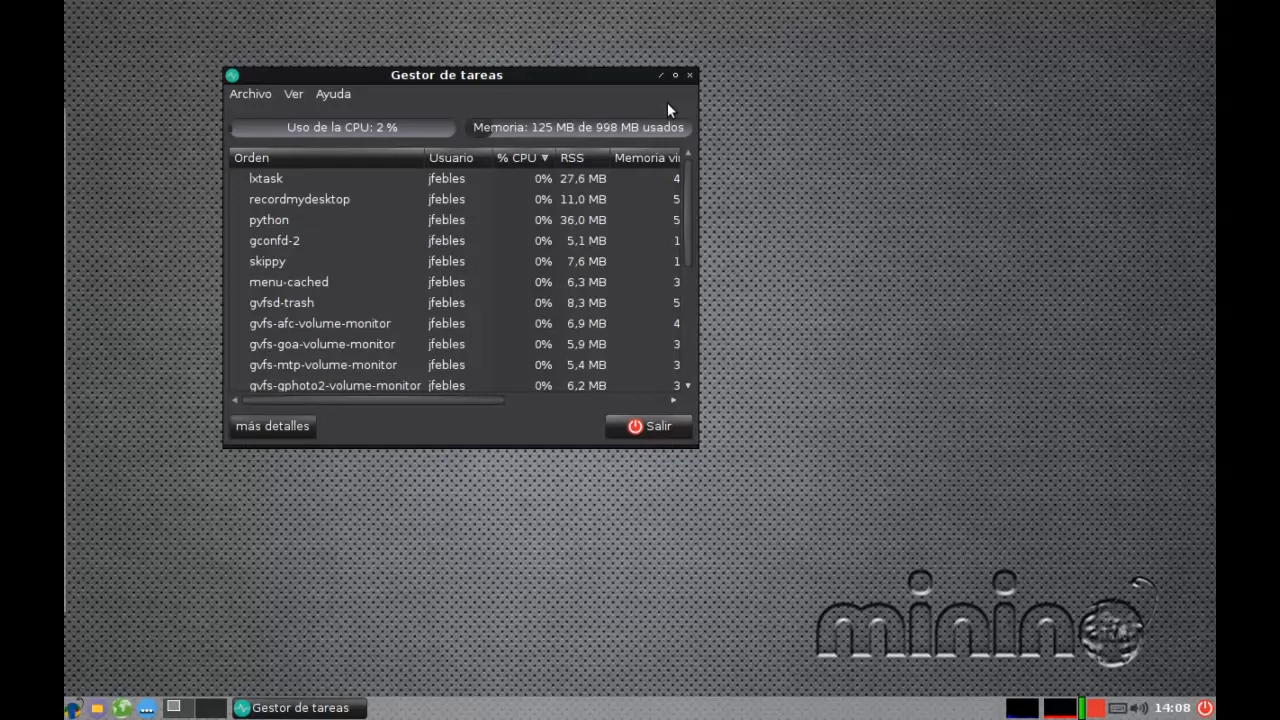 Gestor de tareas
Archivo Ver Ayuda
Uso de la CPU: 2 % Memoria: 125 MB de 998 MB usados
Orden Usuario % CPU RSS Memoria vi
lxtask jfebles 0% 27,6 MB 4
recordmydesktop jfebles 0% 11,0 MB 5
python jfebles 0% 36,0 MB 5
gconfd-2 jfebles 0% 5,1 MB 1
skippy jfebles 0% 7,6 MB 1
menu-cached jfebles 0% 6,3 MB 3
gvfsd-trash jfebles 0% 8,3 MB 5
gvfs-afc-volume-monitor jfebles 0% 6,9 MB 4
gvfs-goa-volume-monitor jfebles 0% 5,9 MB 3
gvfs-mtp-volume-monitor jfebles 0% 5,4 MB 3
gvfs-gphoto2-volume-monitor jfebles 0% 6,2 MB 3
más detalles Salir
minino
Gestor de tareas 14:08